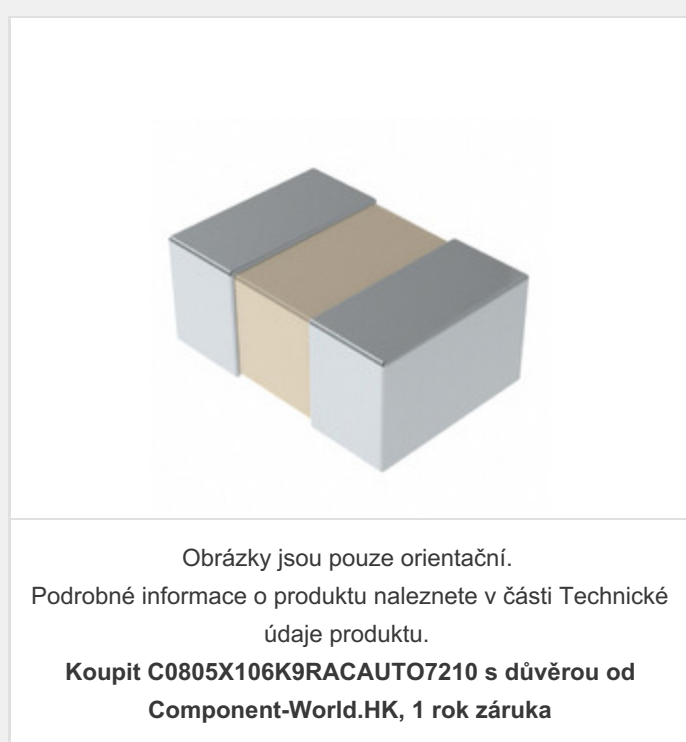 Obrázky jsou pouze orientační.
Podrobné informace o produktu naleznete v části Technické
údaje produktu.
Koupit C0805X106K9RACAUTO7210 s důvěrou od
Component-World.HK, 1 rok záruka